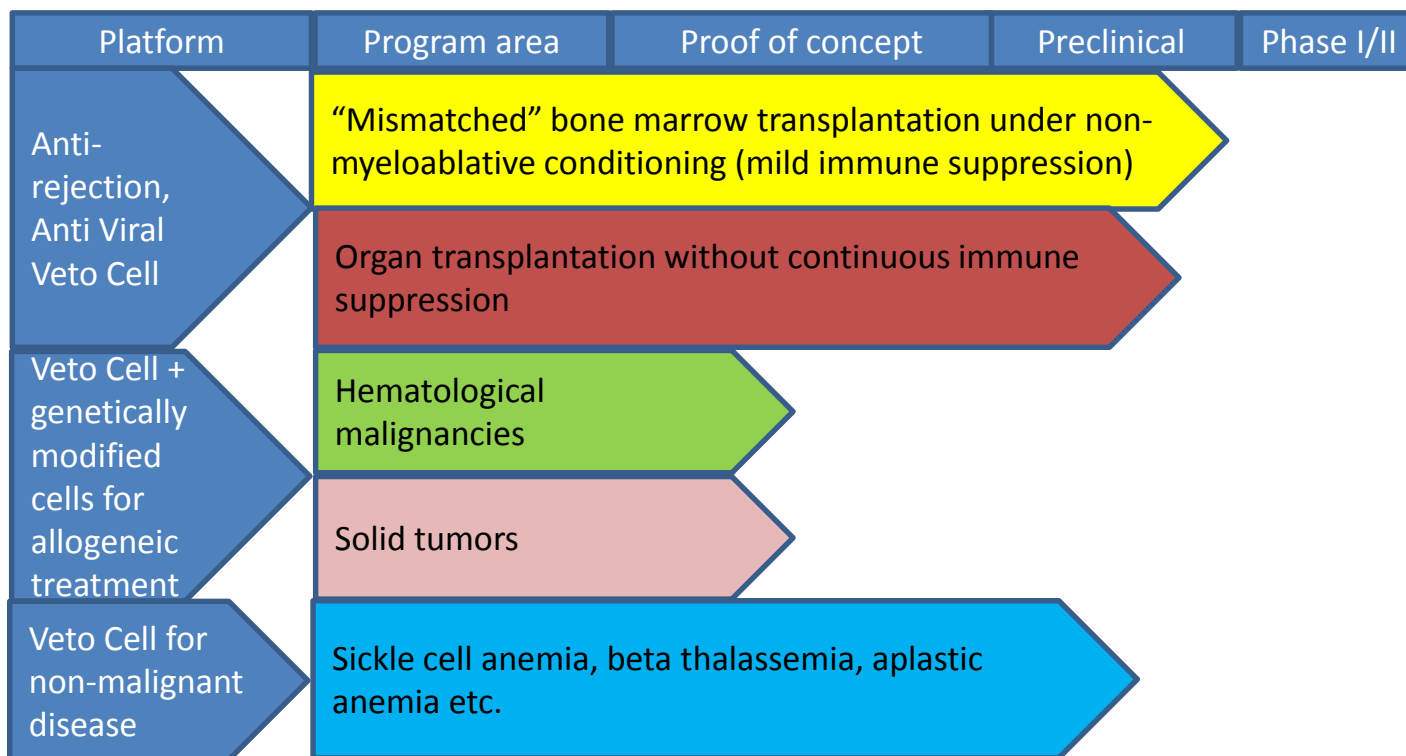 Platform
Program area
Proof of concept
Preclinical
Phase I/II
Anti-
rejection,
Anti Viral
Veto Cell
“Mismatched” bone marrow transplantation under non-
myeloablative conditioning (mild immune suppression)
Organ transplantation without continuous immune
suppression
Veto Cell +
genetically
modified
cells for
allogeneic
treatment
Hematological
malignancies
Solid tumors
Veto Cell for
non-malignant
disease
Sickle cell anemia, beta thalassemia, aplastic
anemia etc.